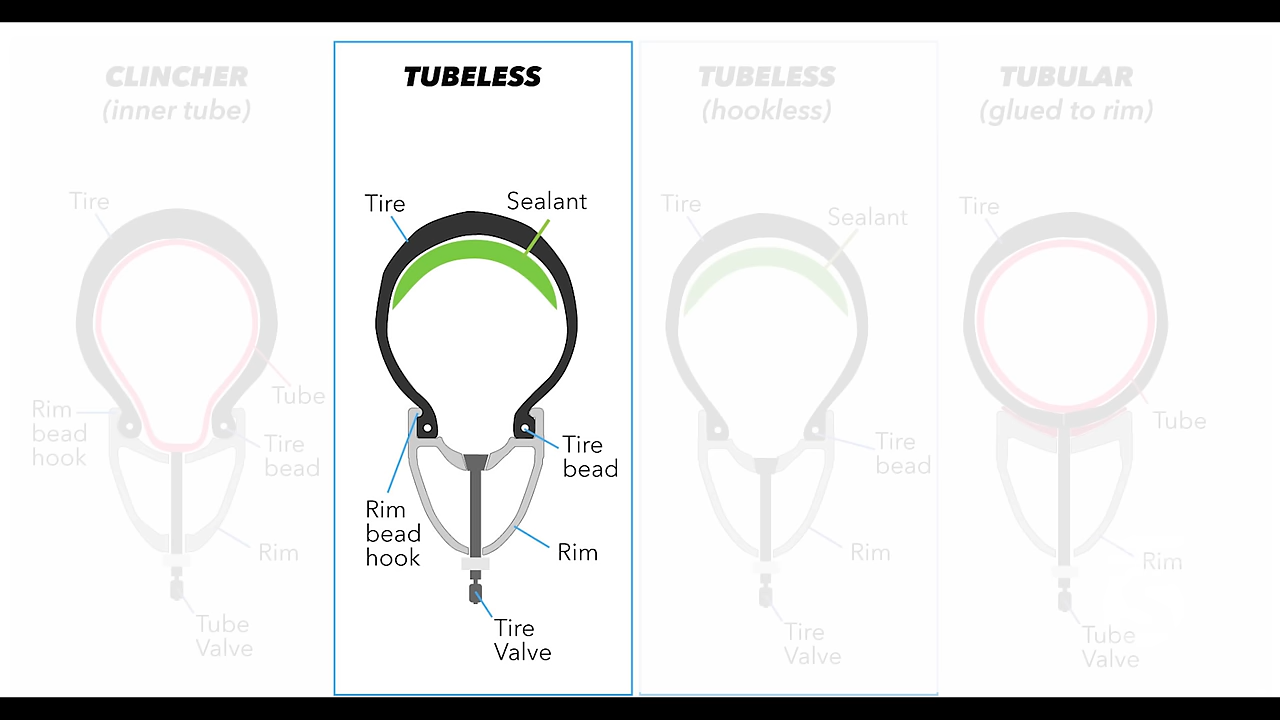 CLINCHER
(inner tube)
Tire
Tube
Rim
bead
hook
Tire
bead
Rim
Tube
Valve
TUBELESS
Tire
Sealant
Tire
bead
Rim
bead
hook
Rim
Tire
Valve
TUBELESS
(hookless)
Tire
Sealant
Tire
bead
Rim
Tire
Valve
TUBULAR
(glued to rim)
Tire
Tube
Rim
Tube
Valve